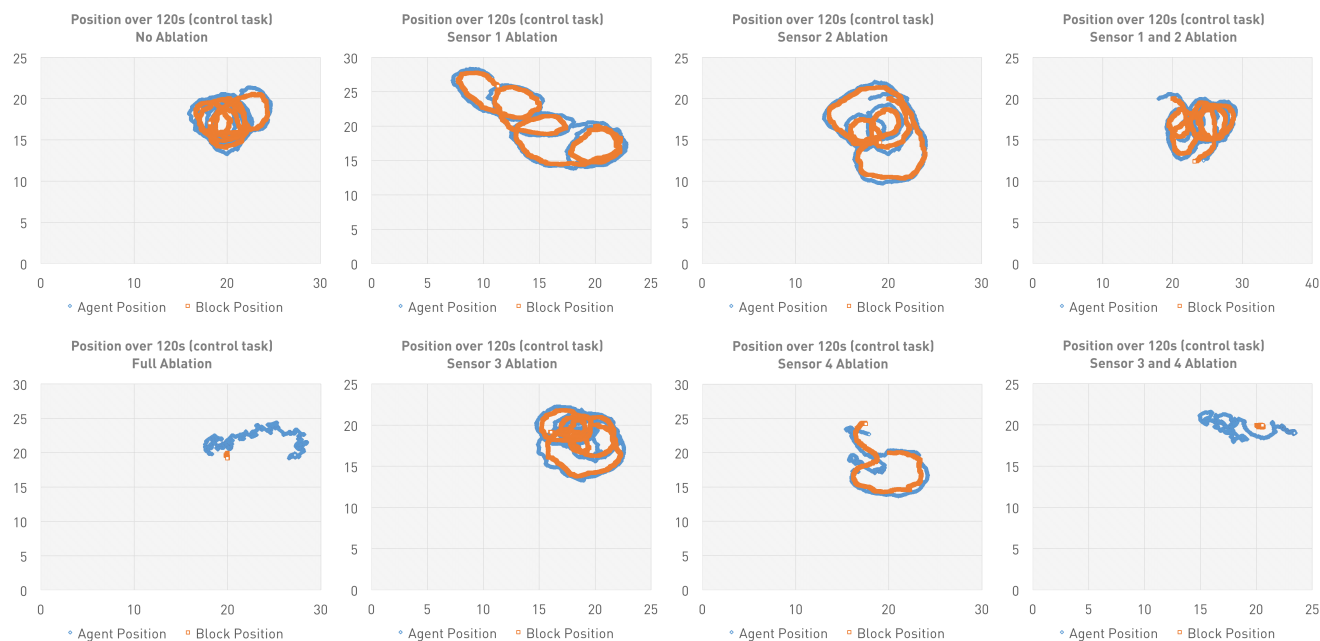 Position over 120s (control task)
No Ablation
25
20
15
10
5
0
0 10 20 30
Agent Position Block Position
Position over 120s (control task)
Sensor 1 Ablation
30
25
20
15
10
5
0
0 5 10 15 20 25
Agent Position Block Position
Position over 120s (control task)
Sensor 2 Ablation
25
20
15
10
5
0
0 10 20 30
Agent Position Block Position
Position over 120s (control task)
Sensor 1 and 2 Ablation
25
20
15
10
5
0
0 10 20 30 40
Agent Position Block Position
Position over 120s (control task)
Full Ablation
30
25
20
15
10
5
0
0 10 20 30
Agent Position Block Position
Position over 120s (control task)
Sensor 3 Ablation
25
20
15
10
5
0
0 5 10 15 20 25
Agent Position Block Position
Position over 120s (control task)
Sensor 4 Ablation
30
25
20
15
10
5
0
0 10 20 30
Agent Position Block Position
Position over 120s (control task)
Sensor 3 and 4 Ablation
25
20
15
10
5
0
0 5 10 15 20 25
Agent Position Block Position